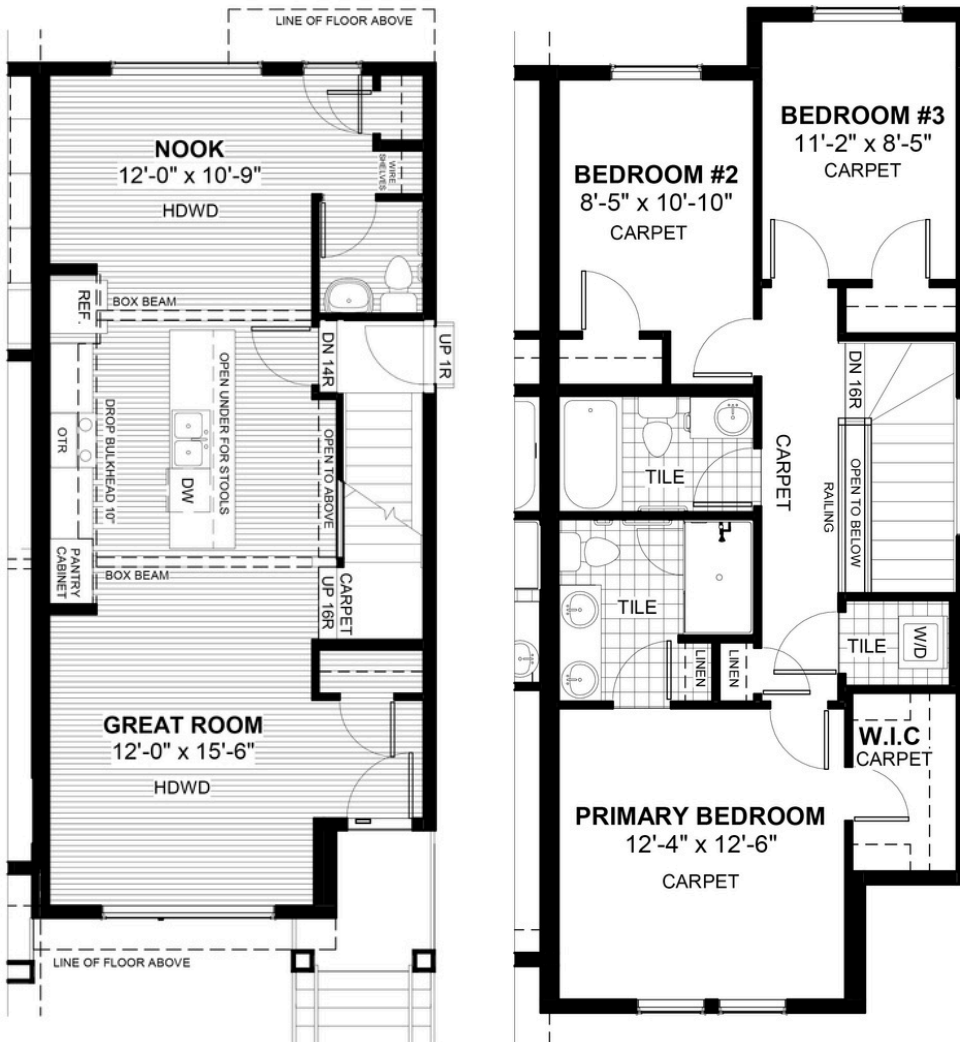 LINE OF FLOOR ABOVE
NOOK
12'-0" x 10'-9"
HDWD
WIRE
SHELVES
REF.
BOX BEAM
DN 14R
UP 1R
OTR
DROP BULKHEAD 10"
OPEN UNDER FOR STOOLS
DW
OPEN TO ABOVE
PANTRY
CABINET
BOX BEAM
CARPET
UP 16R
GREAT ROOM
12'-0" x 15'-6"
HDWD
LINE OF FLOOR ABOVE
BEDROOM #3
11'-2" x 8'-5"
CARPET
BEDROOM #2
8'-5" x 10'-10"
CARPET
DN 16R
TILE
CARPET
RAILING
OPEN TO BELOW
TILE
LINEN
LINEN
TILE
W/D
W.I.C
CARPET
PRIMARY BEDROOM
12'-4" x 12'-6"
CARPET